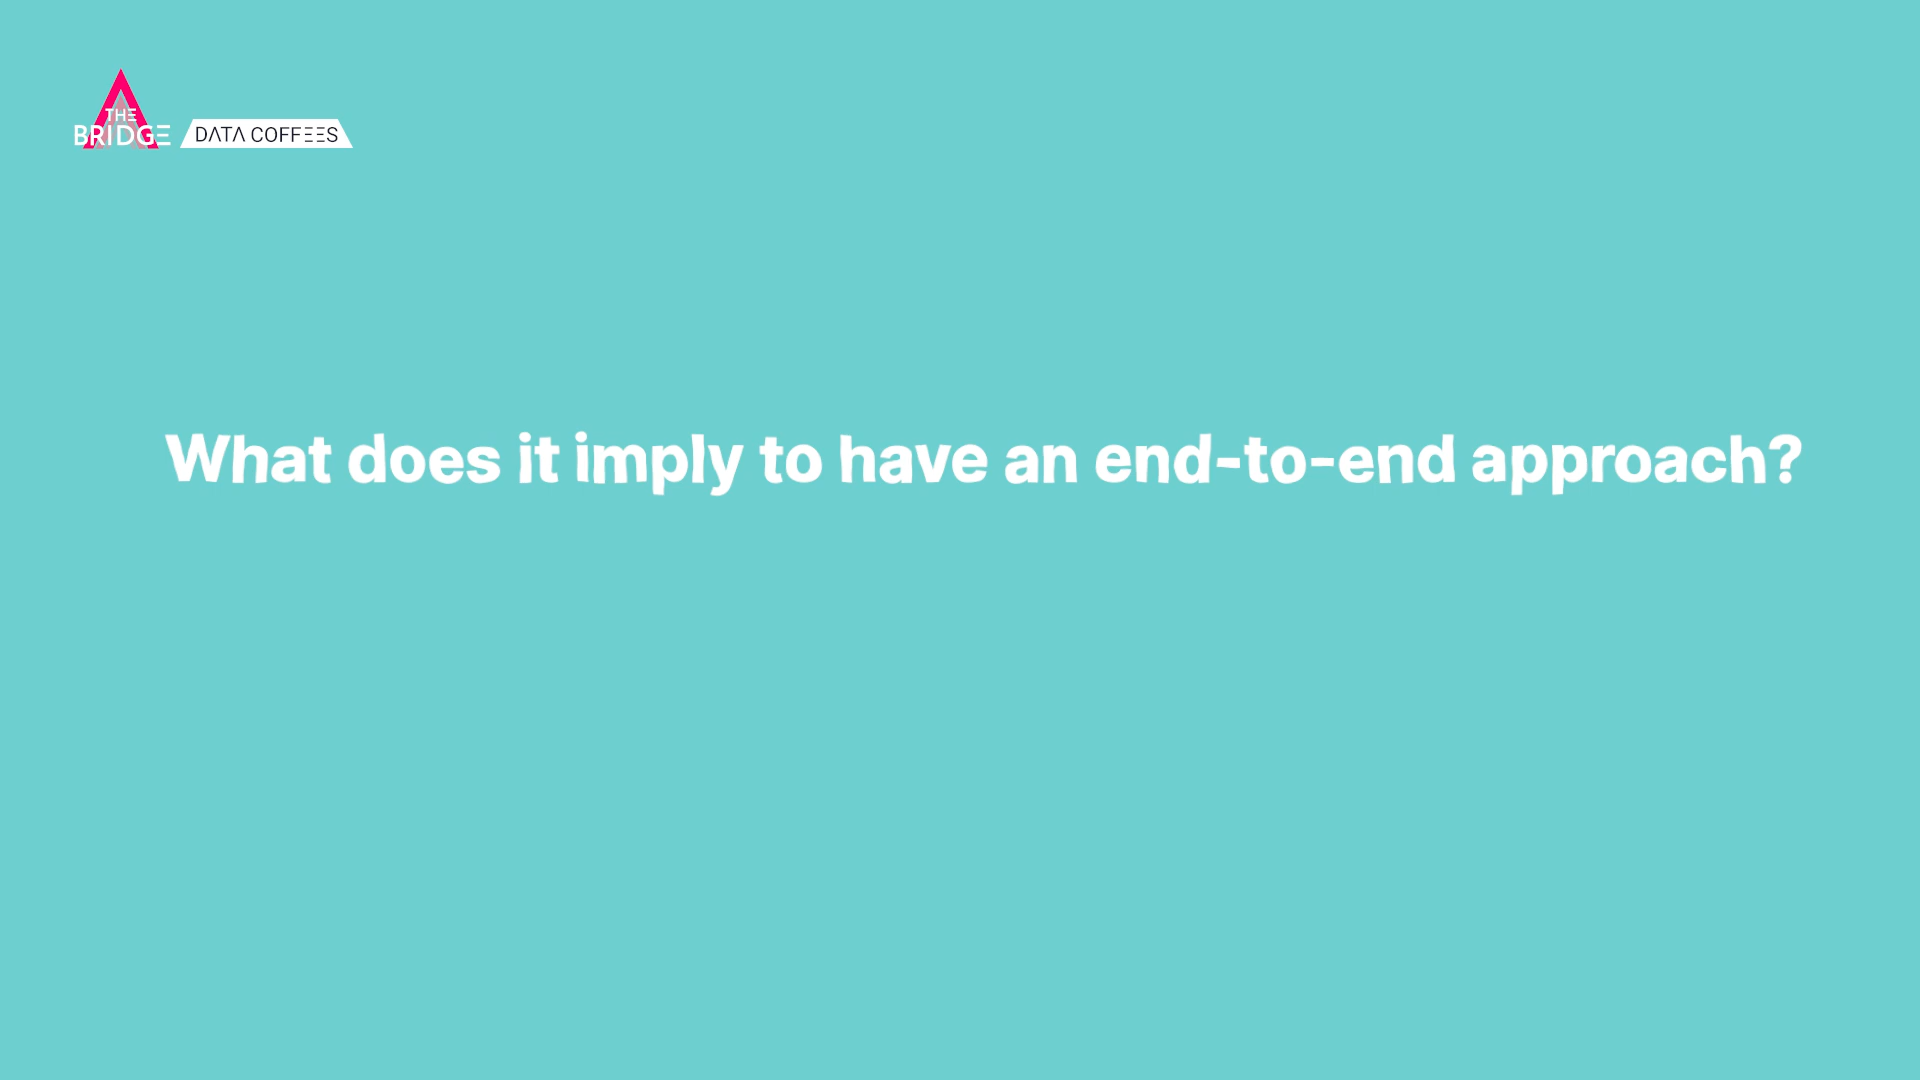 THE
BRIDGE
DATA COFFEES
What does it imply to have an end-to-end approach?